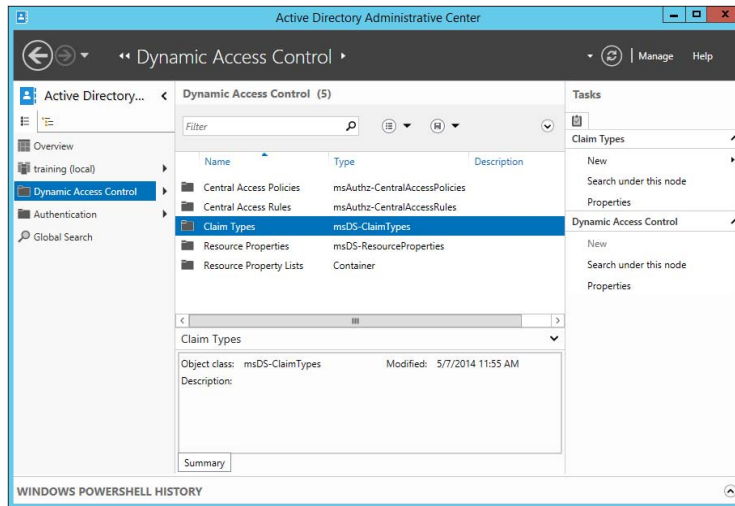 Active Directory Administrative Center
Dynamic Access Control
Manage
Help
Active Directory...
Overview
training (local)
Dynamic Access Control
Authentication
Global Search
Dynamic Access Control (5)
Filter
Name Type Description
Central Access Policies msAuthz-CentralAccessPolicies
Central Access Rules msAuthz-CentralAccessRules
Claim Types msDS-ClaimTypes
Resource Properties msDS-ResourceProperties
Resource Property Lists Container
Claim Types
Object class: msDS-ClaimTypes Modified: 5/7/2014 11:55 AM
Description:
Summary
Tasks
Claim Types
New
Search under this node
Properties
Dynamic Access Control
New
Search under this node
Properties
WINDOWS POWERSHELL HISTORY